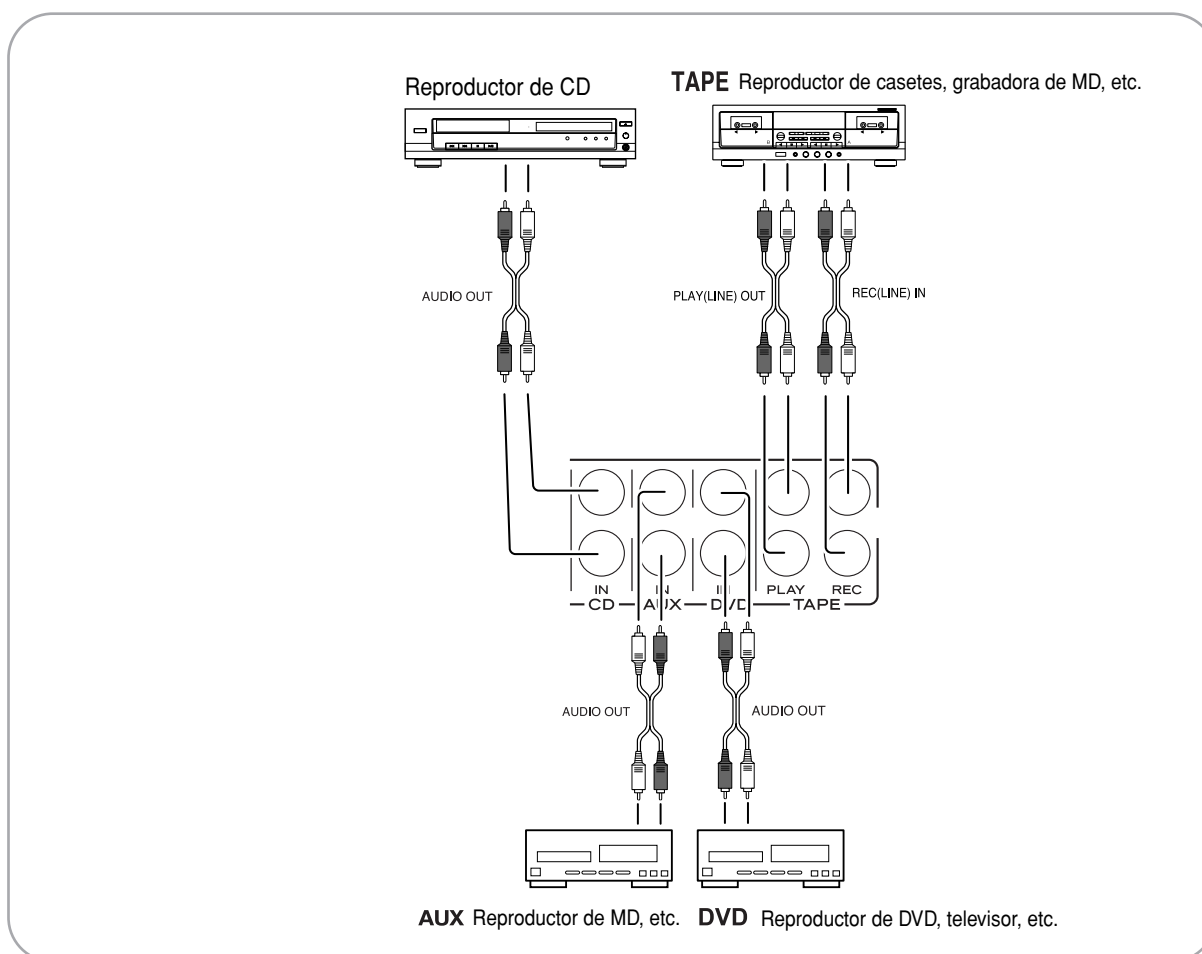 Reproductor de CD
TAPE Reproductor de casetes, grabadora de MD, etc.
B A
AUDIO OUT
PLAY(LINE) OUT
REC(LINE) IN
IN IN IN PLAY REC
CD AUX DVD TAPE
AUDIO OUT
AUDIO OUT
AUX Reproductor de MD, etc.
DVD Reproductor de DVD, televisor, etc.